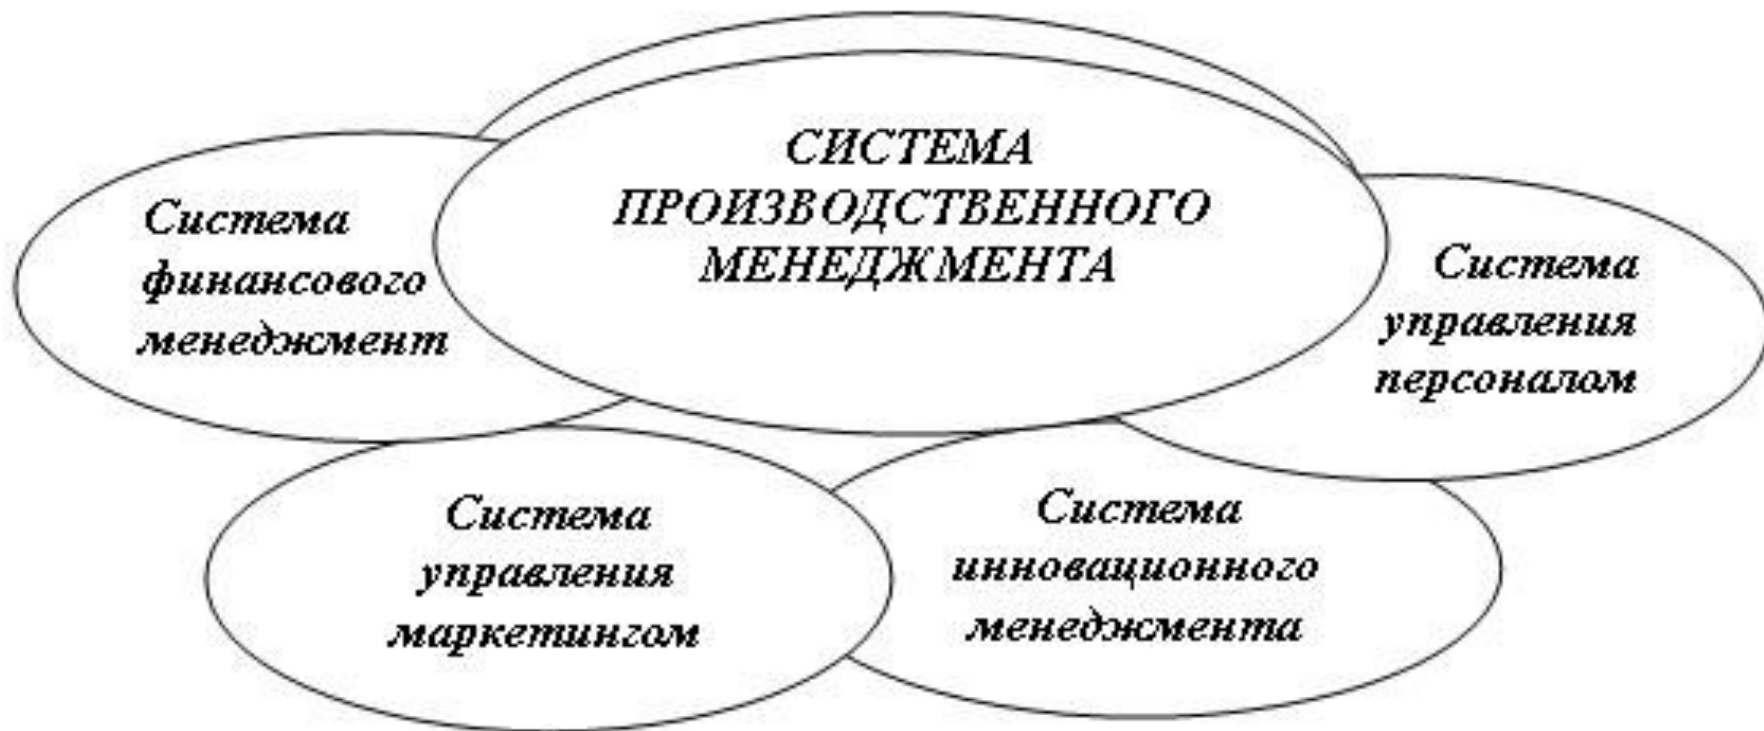 СИСТЕМА
ПРОИЗВОДСТВЕННОГО
МЕНЕДЖМЕНТА
Система
финансового
менеджмент
Система
управления
персоналом
Система
управления
маркетингом
Система
инновационного
менеджмента